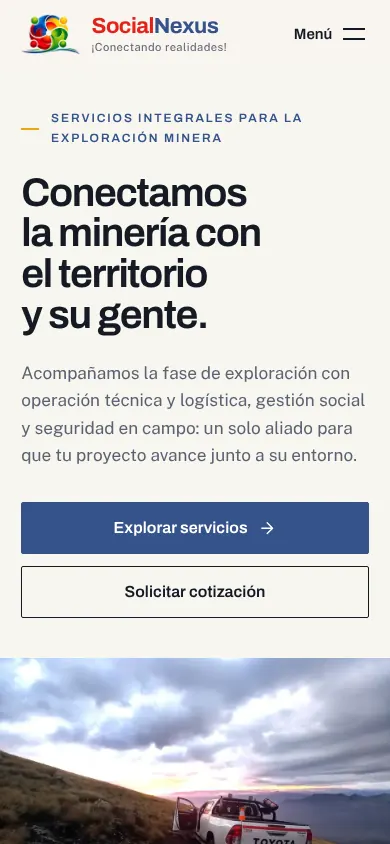 SocialNexus
¡Conectando realidades!
Menú
SERVICIOS INTEGRALES PARA LA
EXPLORACIÓN MINERA
Conectamos
la minería con
el territorio
y su gente.
Acompañamos la fase de exploración con
operación técnica y logística, gestión social
y seguridad en campo: un solo aliado para
que tu proyecto avance junto a su entorno.
Explorar servicios
Solicitar cotización
TOYOTA